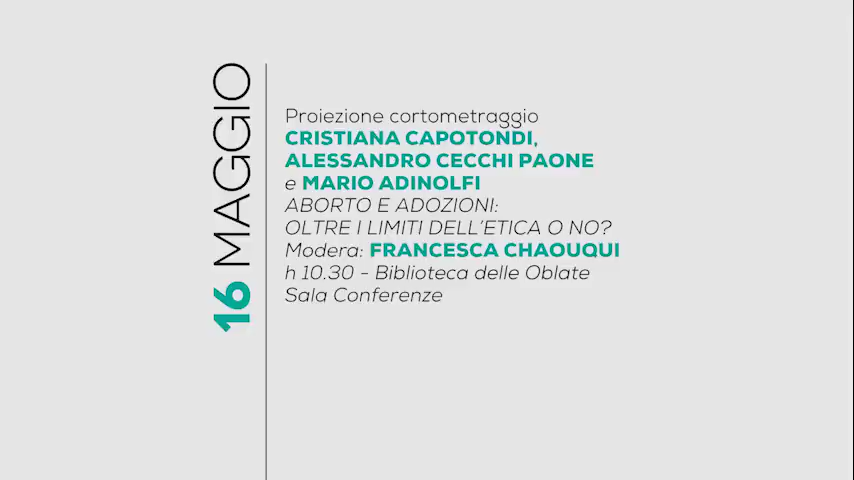 16 MAGGIO
Proiezione cortometraggio
CRISTIANA CAPOTONDI,
ALESSANDRO CECCHI PAONE
e MARIO ADINOLFI
ABORTO E ADOZIONI:
OLTRE I LIMITI DELL'ETICA O NO?
Modera: FRANCESCA CHAOUQUI
h 10.30 - Biblioteca delle Oblate
Sala Conferenze